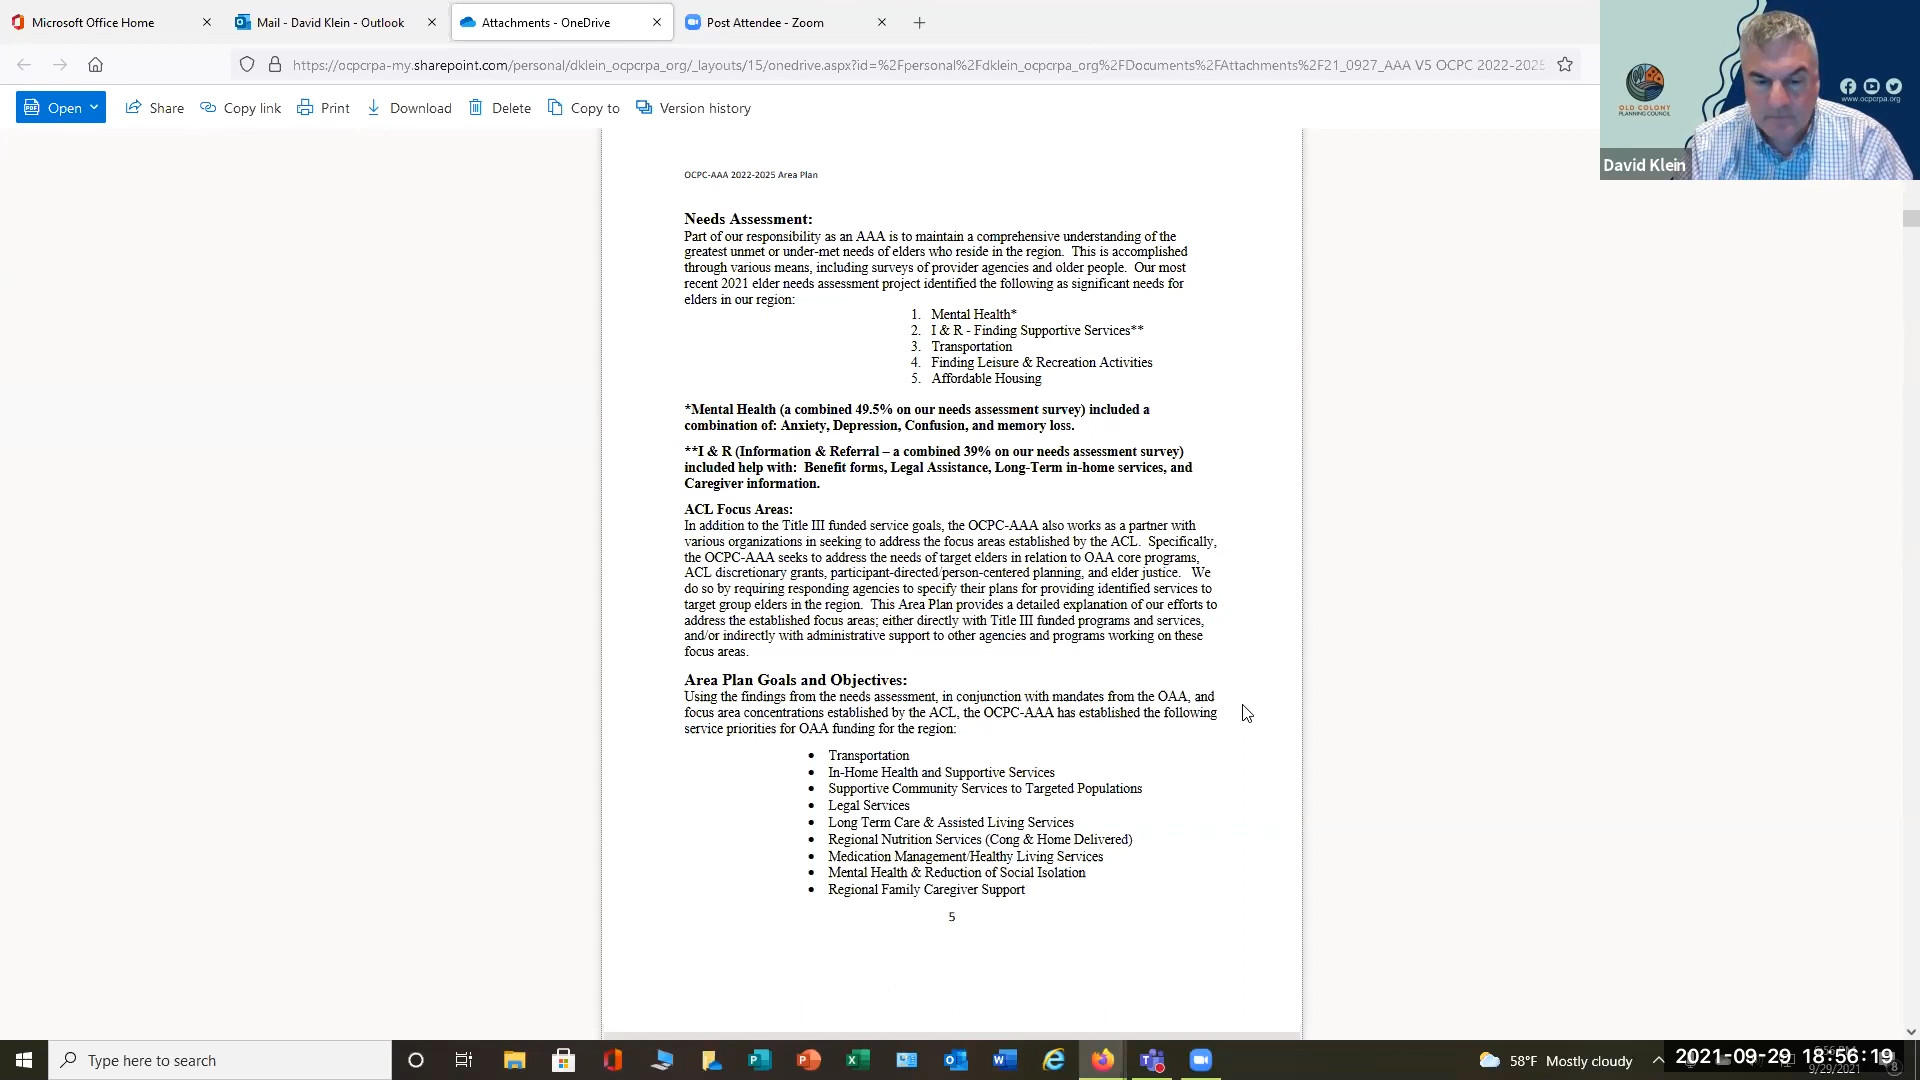 Microsoft Office Home
Mail - David Klein - Outlook
Attachments - OneDrive
Post Attendee - Zoom
https://ocpcrpa-my.sharepoint.com/personal/dklein_ocpcrpa_org/_layouts/15/onedrive.aspx?id=%2Fpersonal%2Fdklein_ocpcrpa_org%2FDocuments%2FAttachments%2F21_0927_AAA V5 OCPC 2022-2025
Open
Share
Copy link
Print
Download
Delete
Copy to
Version history
OLD COLONY
PLANNING COUNCIL
www.ocpcrpa.org
David Klein
OCPC-AAA 2022-2025 Area Plan
Needs Assessment:
Part of our responsibility as an AAA is to maintain a comprehensive understanding of the
greatest unmet or under-met needs of elders who reside in the region. This is accomplished
through various means, including surveys of provider agencies and older people. Our most
recent 2021 elder needs assessment project identified the following as significant needs for
elders in our region:
1. Mental Health*
2. I & R - Finding Supportive Services**
3. Transportation
4. Finding Leisure & Recreation Activities
5. Affordable Housing
*Mental Health (a combined 49.5% on our needs assessment survey) included a
combination of: Anxiety, Depression, Confusion, and memory loss.
**I & R (Information & Referral – a combined 39% on our needs assessment survey)
included help with: Benefit forms, Legal Assistance, Long-Term in-home services, and
Caregiver information.
ACL Focus Areas:
In addition to the Title III funded service goals, the OCPC-AAA also works as a partner with
various organizations in seeking to address the focus areas established by the ACL. Specifically,
the OCPC-AAA seeks to address the needs of target elders in relation to OAA core programs,
ACL discretionary grants, participant-directed/person-centered planning, and elder justice. We
do so by requiring responding agencies to specify their plans for providing identified services to
target group elders in the region. This Area Plan provides a detailed explanation of our efforts to
address the established focus areas; either directly with Title III funded programs and services,
and/or indirectly with administrative support to other agencies and programs working on these
focus areas.
Area Plan Goals and Objectives:
Using the findings from the needs assessment, in conjunction with mandates from the OAA, and
focus area concentrations established by the ACL, the OCPC-AAA has established the following
service priorities for OAA funding for the region:
• Transportation
• In-Home Health and Supportive Services
• Supportive Community Services to Targeted Populations
• Legal Services
• Long Term Care & Assisted Living Services
• Regional Nutrition Services (Cong & Home Delivered)
• Medication Management/Healthy Living Services
• Mental Health & Reduction of Social Isolation
• Regional Family Caregiver Support
5
Type here to search
58°F Mostly cloudy
2021-09-29 18:56:19
9/29/2021